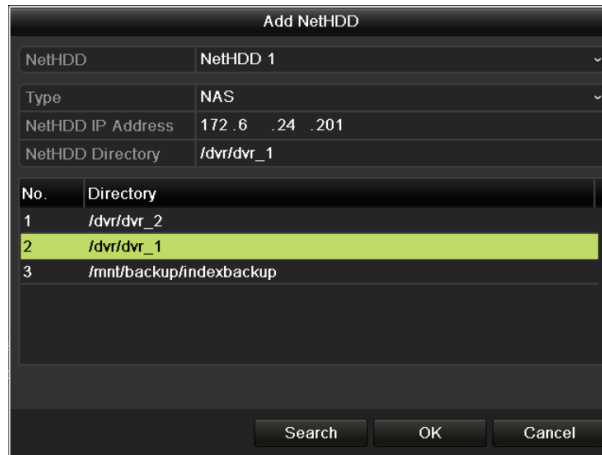 Add NetHDD
NetHDD NetHDD 1
Type NAS
NetHDD IP Address 172 .6 .24 .201
NetHDD Directory /dvr/dvr_1
No. Directory
1 /dvr/dvr_2
2 /dvr/dvr_1
3 /mnt/backup/indexbackup
Search OK Cancel